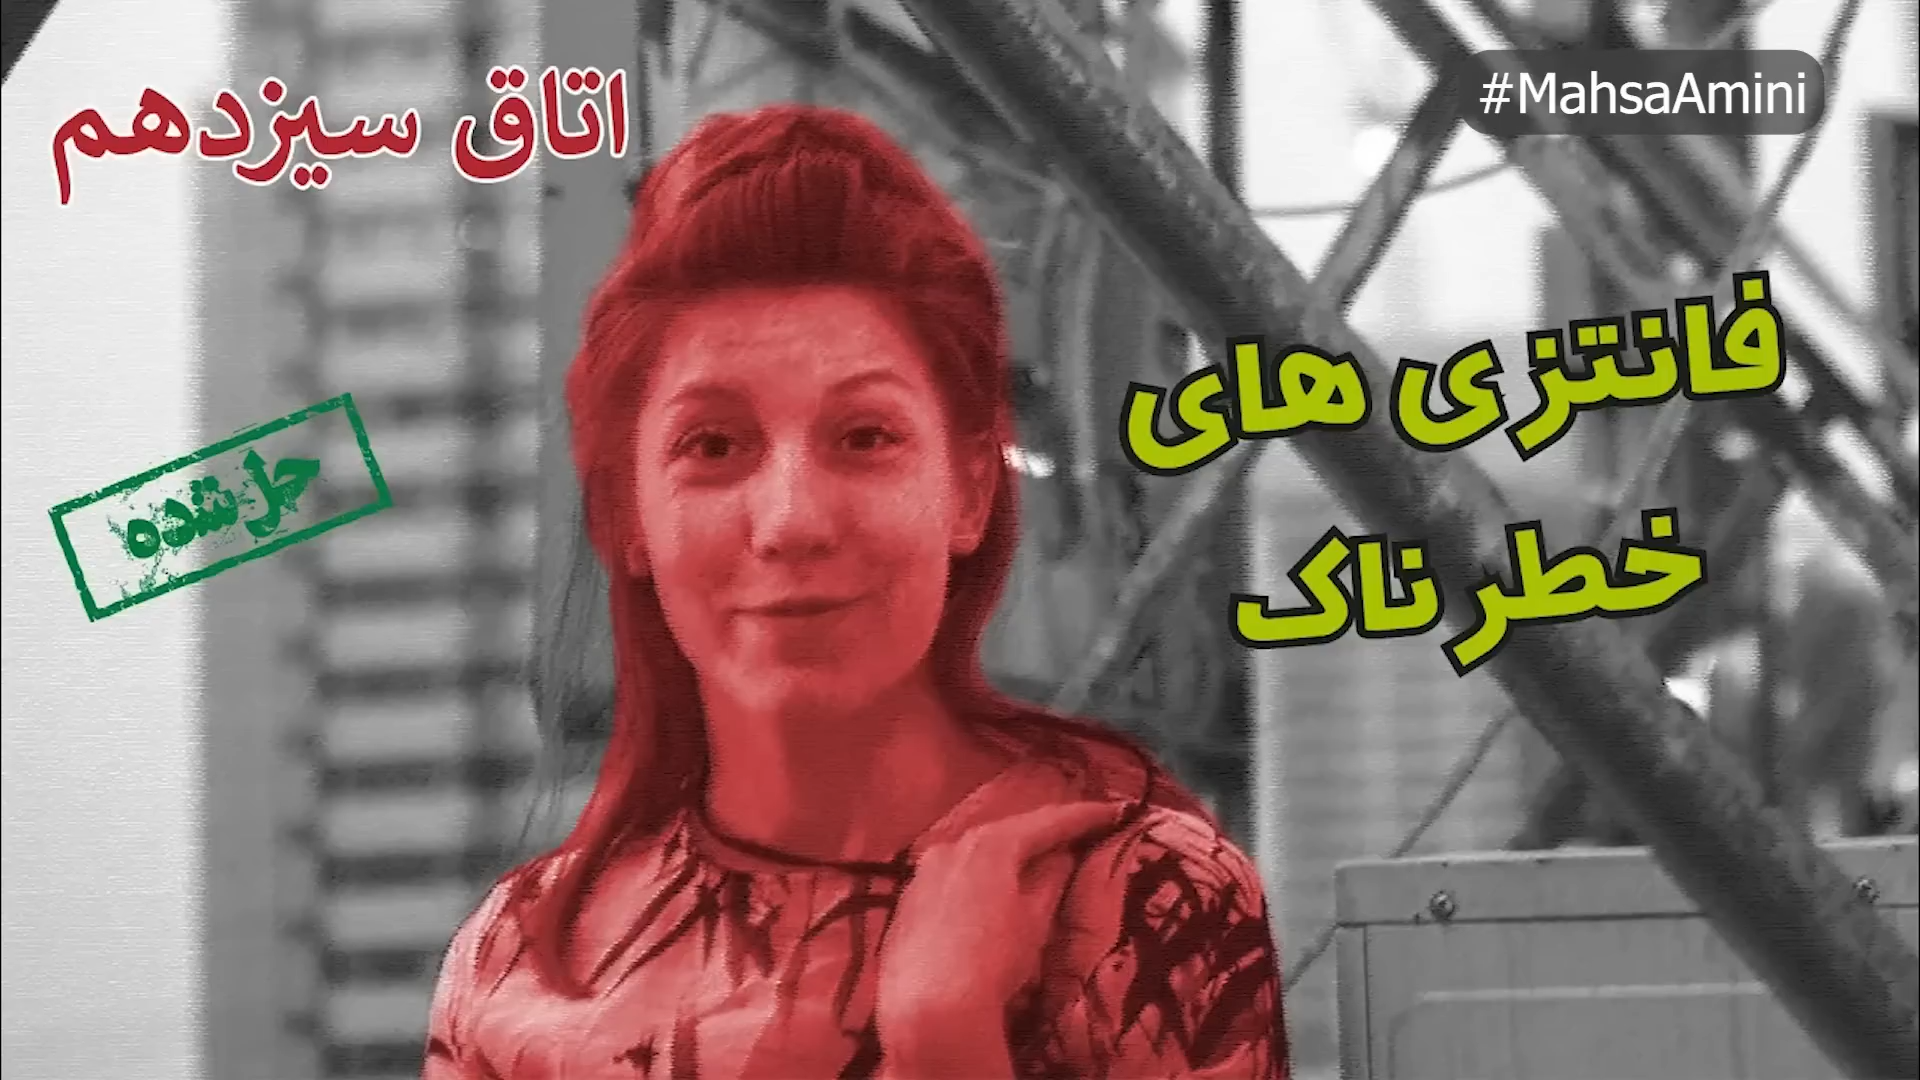 #MahsaAmini
اتاق سیزدهم
فانتزی های
خطرناک
حل شده